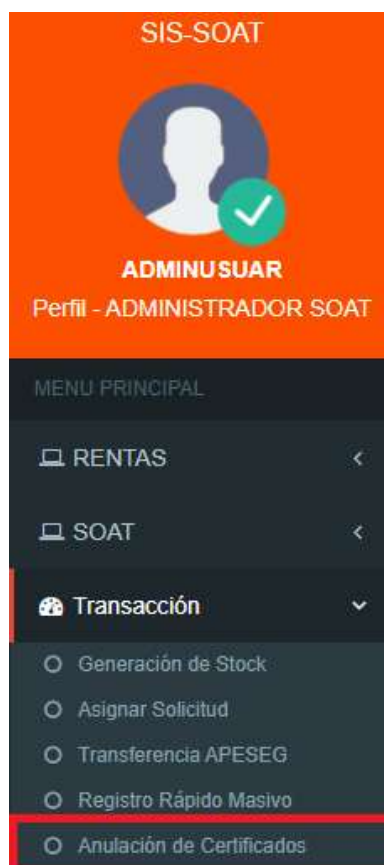 SIS-SOAT
ADMINUSUAR
Perfil - ADMINISTRADOR SOAT
MENU PRINCIPAL
RENTAS
SOAT
Transacción
Generación de Stock
Asignar Solicitud
Transferencia APESEG
Registro Rápido Masivo
Anulación de Certificados